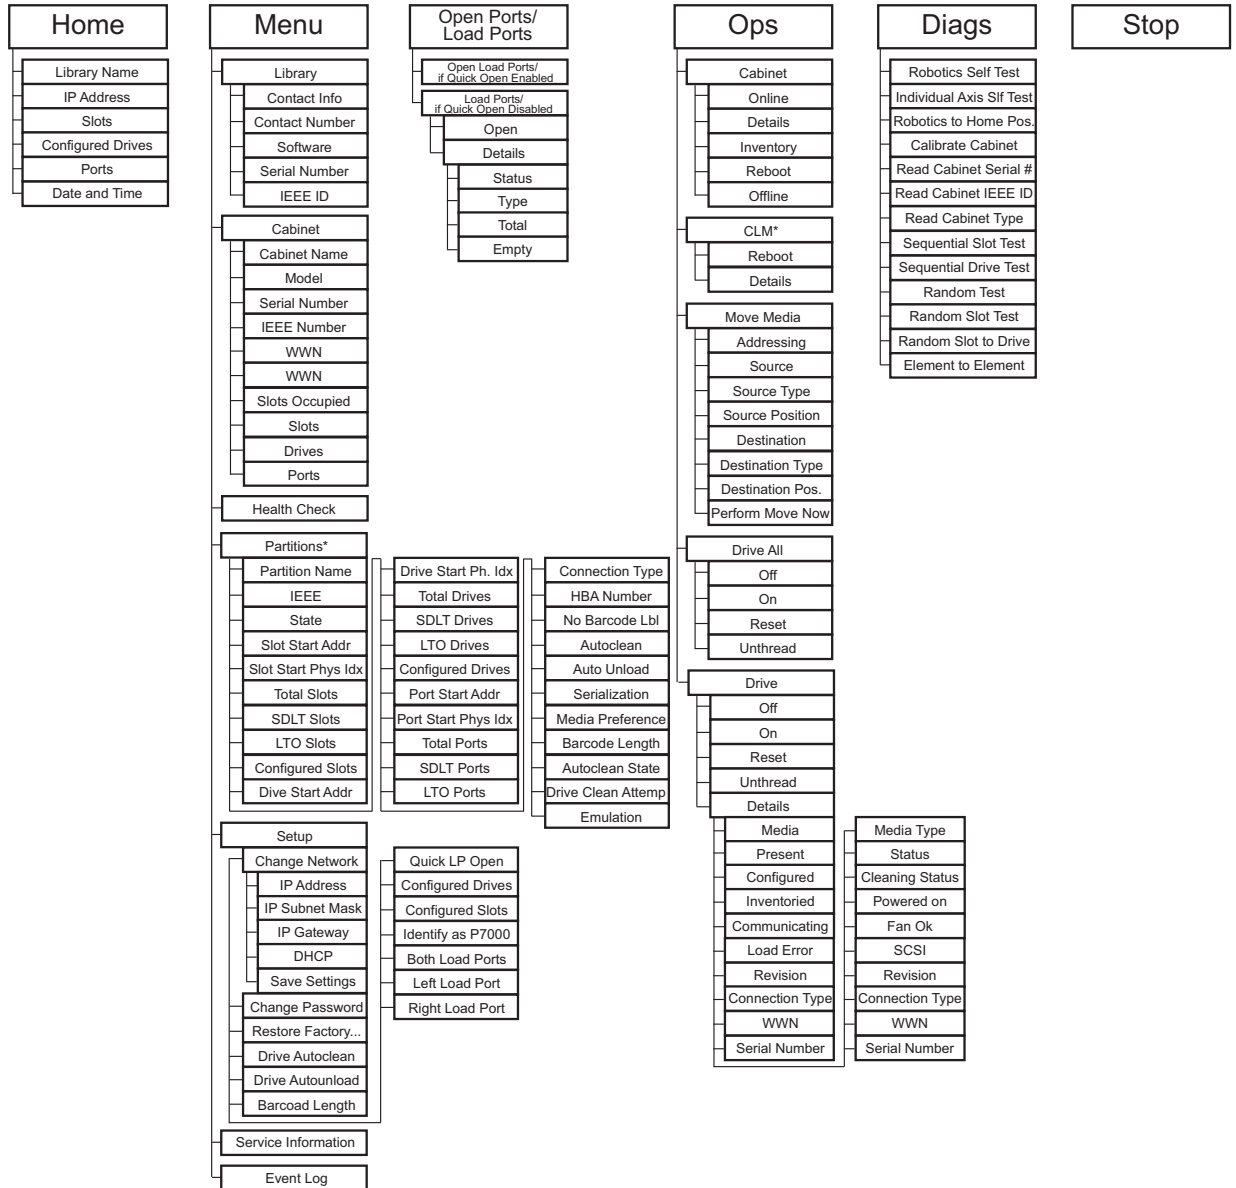 Home
Library Name
IP Address
Slots
Configured Drives
Ports
Date and Time
Menu
Library
Contact Info
Contact Number
Software
Serial Number
IEEE ID
Cabinet
Cabinet Name
Model
Serial Number
IEEE Number
WWN
WWN
Slots Occupied
Slots
Drives
Ports
Health Check
Partitions*
Partition Name
IEEE
State
Slot Start Addr
Slot Start Phys Idx
Total Slots
SDLT Slots
LTO Slots
Configured Slots
Dive Start Addr
Drive Start Ph. Idx
Total Drives
SDLT Drives
LTO Drives
Configured Drives
Port Start Addr
Port Start Phys Idx
Total Ports
SDLT Ports
LTO Ports
Connection Type
HBA Number
No Barcode Lbl
Autoclean
Auto Unload
Serialization
Media Preference
Barcode Length
Autoclean State
Drive Clean Attemp
Emulation
Setup
Change Network
IP Address
IP Subnet Mask
IP Gateway
DHCP
Save Settings
Change Password
Restore Factory...
Drive Autoclean
Drive Autounload
Barcoad Length
Quick LP Open
Configured Drives
Configured Slots
Identify as P7000
Both Load Ports
Left Load Port
Right Load Port
Service Information
Event Log
Open Ports/
Load Ports
Open Load Ports/
if Quick Open Enabled
Load Ports/
if Quick Open Disabled
Open
Details
Status
Type
Total
Empty
Ops
Cabinet
Online
Details
Inventory
Reboot
Offline
CLM*
Reboot
Details
Move Media
Addressing
Source
Source Type
Source Position
Destination
Destination Type
Destination Pos.
Perform Move Now
Drive All
Off
On
Reset
Unthread
Drive
Off
On
Reset
Unthread
Details
Media
Present
Configured
Inventoried
Communicating
Load Error
Revision
Connection Type
WWN
Serial Number
Media Type
Status
Cleaning Status
Powered on
Fan Ok
SCSI
Revision
Connection Type
WWN
Serial Number
Diags
Robotics Self Test
Individual Axis Slf Test
Robotics to Home Pos.
Calibrate Cabinet
Read Cabinet Serial #
Read Cabinet IEEE ID
Read Cabinet Type
Sequential Slot Test
Sequential Drive Test
Random Test
Random Slot Test
Random Slot to Drive
Element to Element
Stop